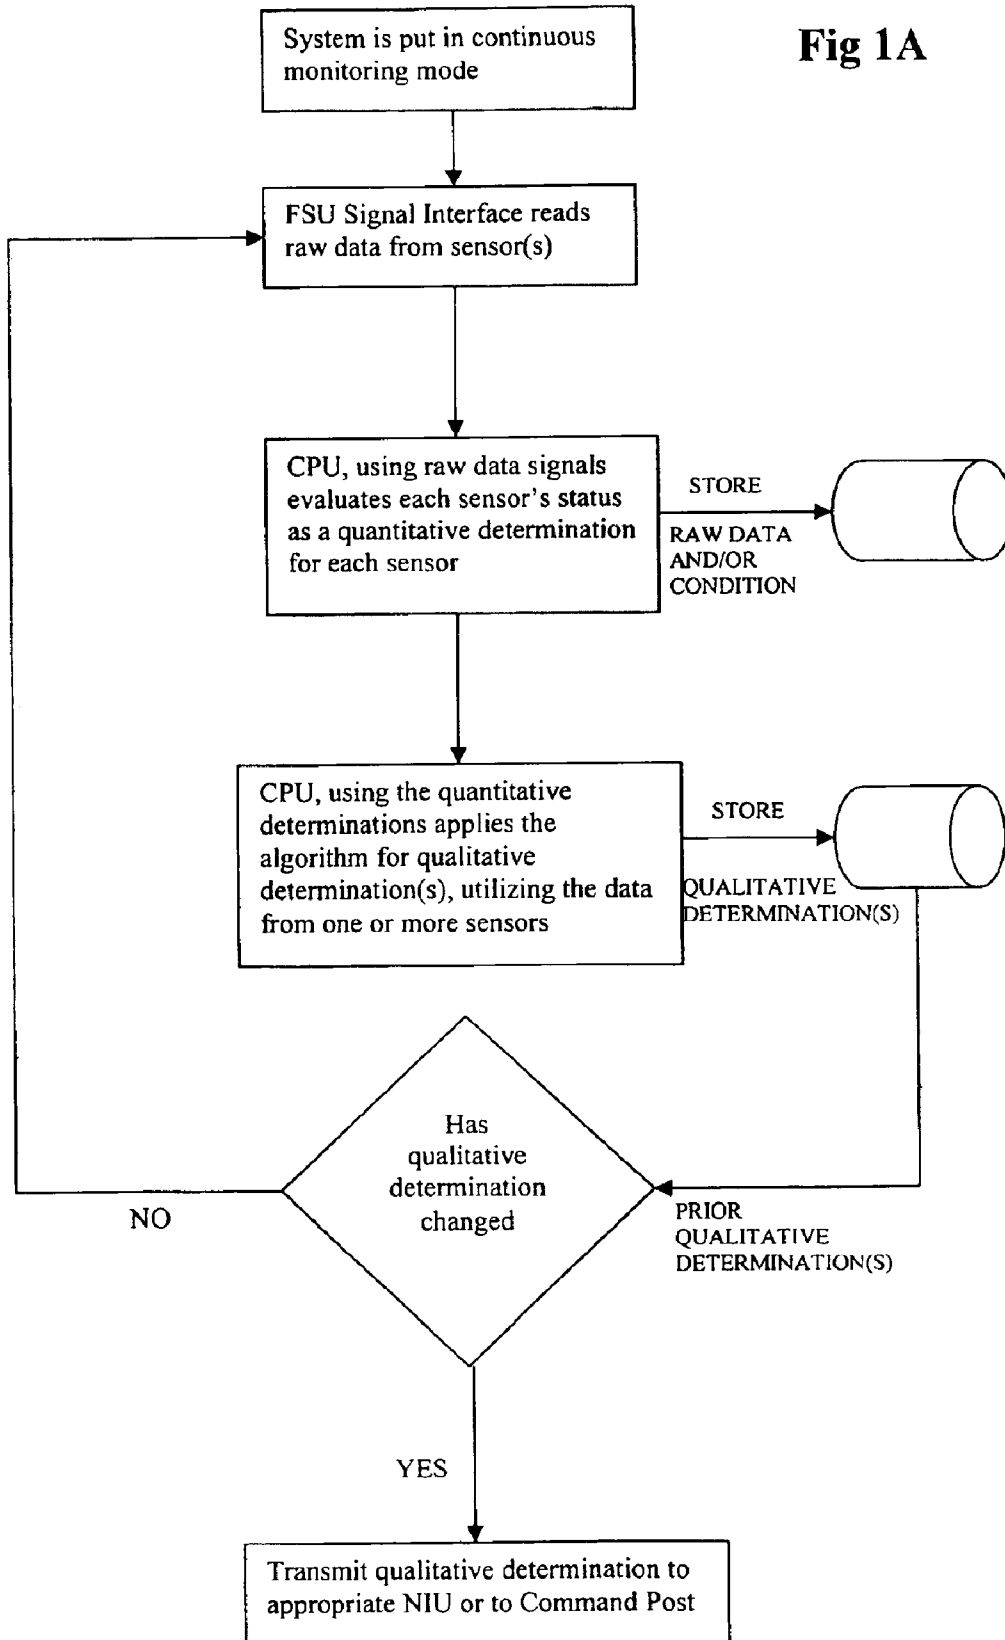 Fig 1A
System is put in continuous
monitoring mode
FSU Signal Interface reads
raw data from sensor(s)
CPU, using raw data signals
evaluates each sensor's status
as a quantitative determination
for each sensor
STORE
RAW DATA
AND/OR
CONDITION
CPU, using the quantitative
determinations applies the
algorithm for qualitative
determination(s), utilizing the data
from one or more sensors
STORE
QUALITATIVE
DETERMINATION(S)
Has
qualitative
determination
changed
NO
PRIOR
QUALITATIVE
DETERMINATION(S)
YES
Transmit qualitative determination to
appropriate NIU or to Command Post